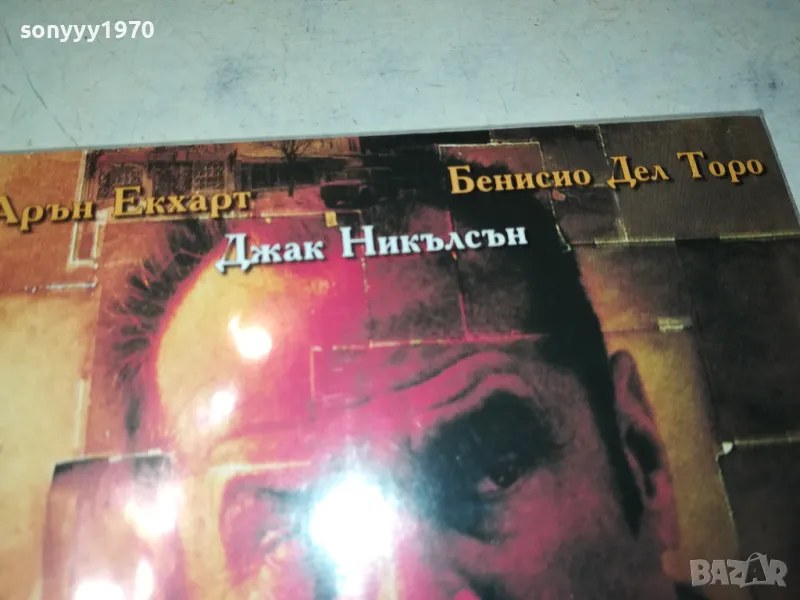 sonyyy1970
Арън Екхарт
Бенисио Дел Торо
Джак Никълсън
BAZAR